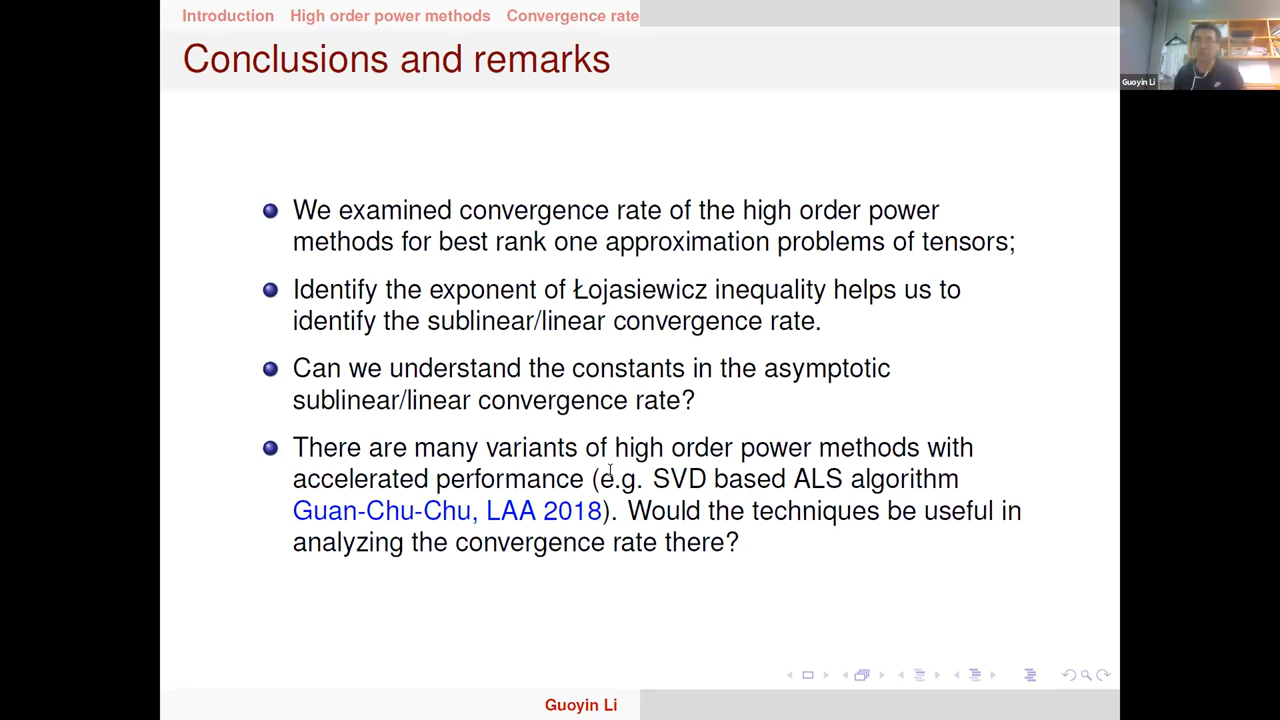 Introduction High order power methods Convergence rate
Conclusions and remarks
Guoyin Li
We examined convergence rate of the high order power
methods for best rank one approximation problems of tensors;
Identify the exponent of Łojasiewicz inequality helps us to
identify the sublinear/linear convergence rate.
Can we understand the constants in the asymptotic
sublinear/linear convergence rate?
There are many variants of high order power methods with
accelerated performance (e.g. SVD based ALS algorithm
Guan-Chu-Chu, LAA 2018). Would the techniques be useful in
analyzing the convergence rate there?
Guoyin Li